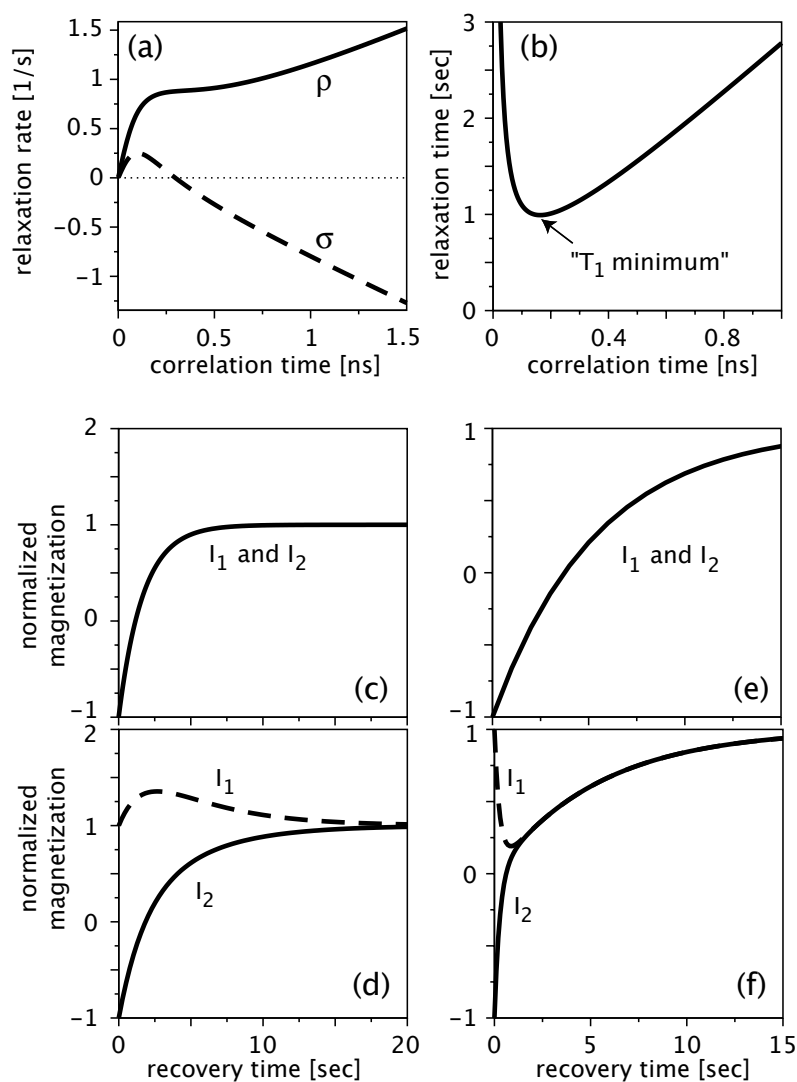 (a)
relaxation rate [1/s]
1.5
1
0.5
0
−0.5
−1
ρ
σ
0 0.5 1 1.5
correlation time [ns]
(b)
relaxation time [sec]
3
2
1
0
"T1 minimum"
0 0.4 0.8
correlation time [ns]
normalized
magnetization
2
1
0
−1
I1 and I2
(c)
1
0
−1
I1 and I2
(e)
normalized
magnetization
2
1
0
−1
I1
I2
(d)
0 10 20
recovery time [sec]
1
0
−1
I1
I2
(f)
0 5 10 15
recovery time [sec]